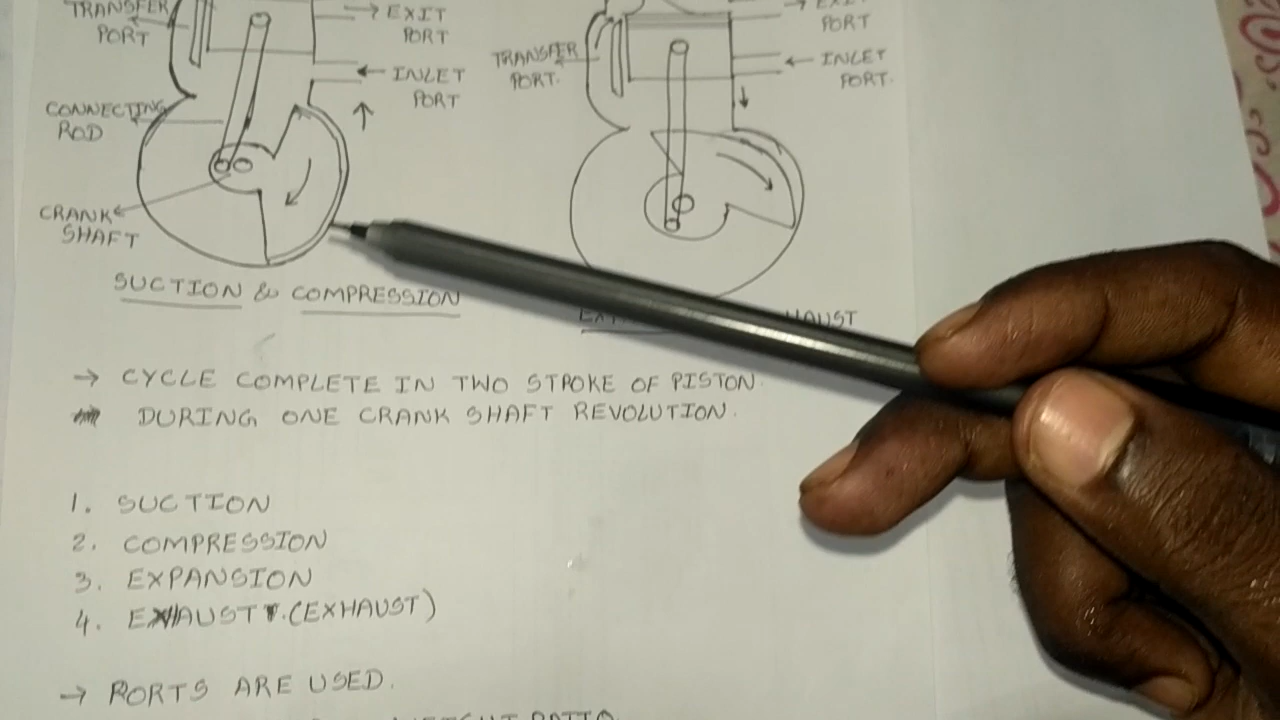 TRANSFER
PORT
EXIT
PORT
INLET
PORT
CONNECTING
ROD
CRANK
SHAFT
SUCTION & COMPRESSION
PORT
TRANSFER
PORT.
INLET
PORT.
→ CYCLE COMPLETE IN TWO STROKE OF PISTON.
DURING ONE CRANK SHAFT REVOLUTION.
1. SUCTION
2. COMPRESSION
3. EXPANSION
4. (EXHAUST)
→ PORTS ARE USED.